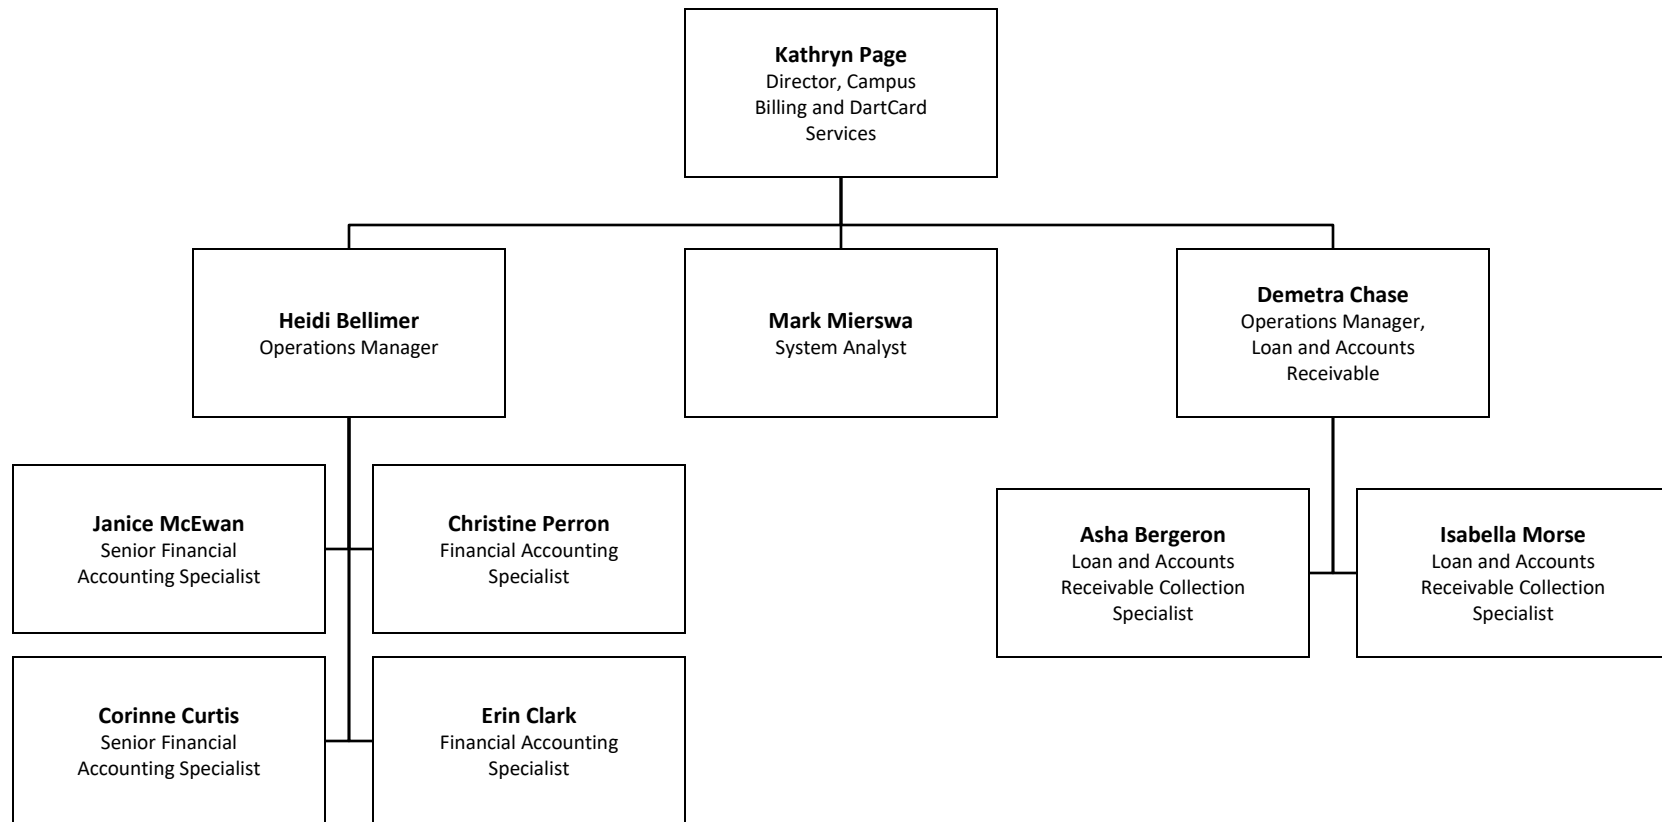 Kathryn Page
Director, Campus
Billing and DartCard
Services
Heidi Bellimer
Operations Manager
Mark Mierswa
System Analyst
Demetra Chase
Operations Manager,
Loan and Accounts
Receivable
Janice McEwan
Senior Financial
Accounting Specialist
Christine Perron
Financial Accounting
Specialist
Asha Bergeron
Loan and Accounts
Receivable Collection
Specialist
Isabella Morse
Loan and Accounts
Receivable Collection
Specialist
Corinne Curtis
Senior Financial
Accounting Specialist
Erin Clark
Financial Accounting
Specialist